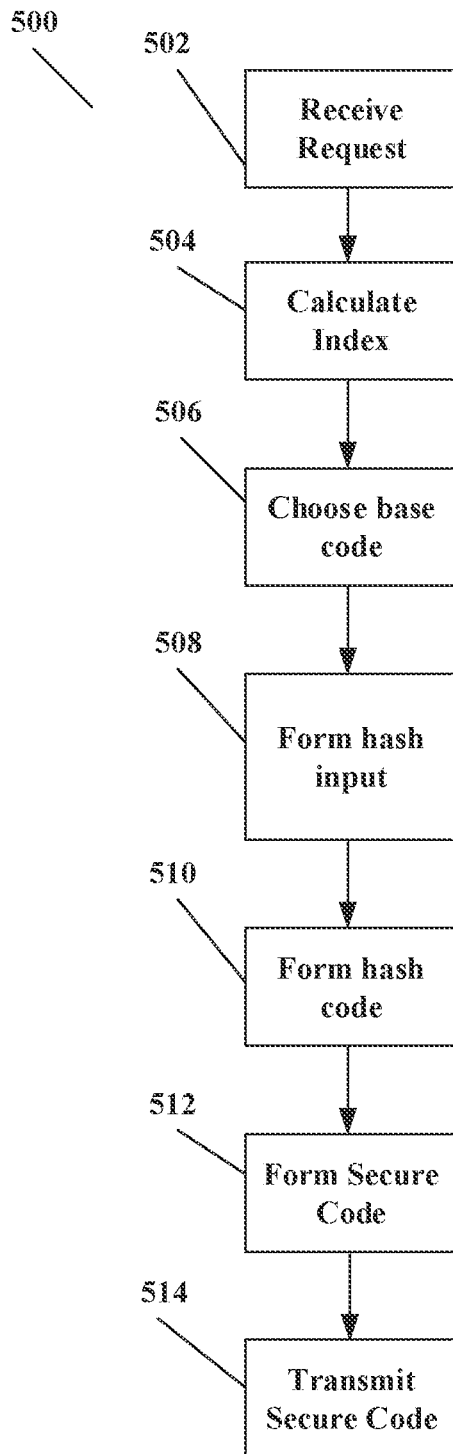 500
502
Receive
Request
504
Calculate
Index
506
Choose base
code
508
Form hash
input
510
Form hash
code
512
Form Secure
Code
514
Transmit
Secure Code